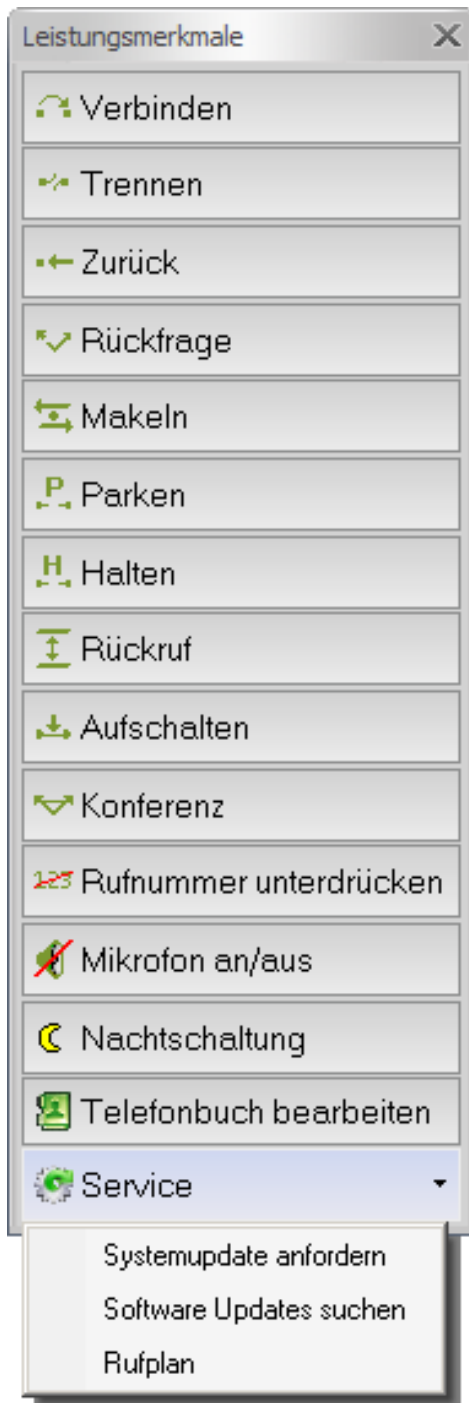 Leistungsmerkmale
Verbinden
Trennen
Zurück
Rückfrage
Makeln
P Parken
H Halten
Rückruf
Aufschalten
Konferenz
123 Rufnummer unterdrücken
Mikrofon an/aus
Nachtschaltung
Telefonbuch bearbeiten
Service
Systemupdate anfordern
Software Updates suchen
Rufplan